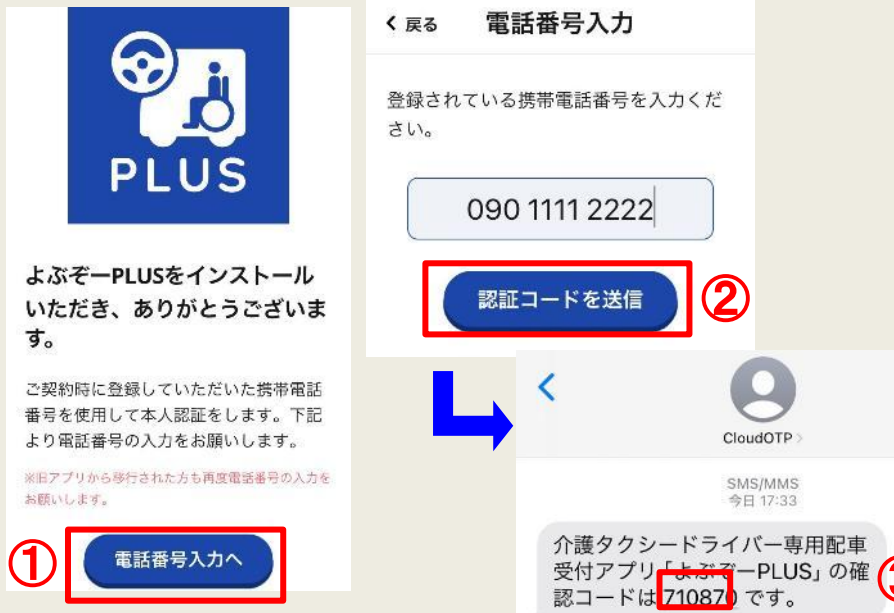 PLUS
よぶぞーPLUSをインストール
いただき、ありがとうございま
す。
ご契約時に登録していただいた携帯電話
番号を使用して本人認証をします。下記
より電話番号の入力をお願いします。
※旧アプリから移行された方も再度電話番号の入力を
お願いします。
① 電話番号入力へ
戻る 電話番号入力
登録されている携帯電話番号を入力くだ
さい。
090 1111 2222
認証コードを送信 ②
CloudOTP
SMS/MMS
今日 17:33
介護タクシードライバー専用配車
受付アプリ「よぶぞーPLUS」の確
認コードは 710870 です。
③